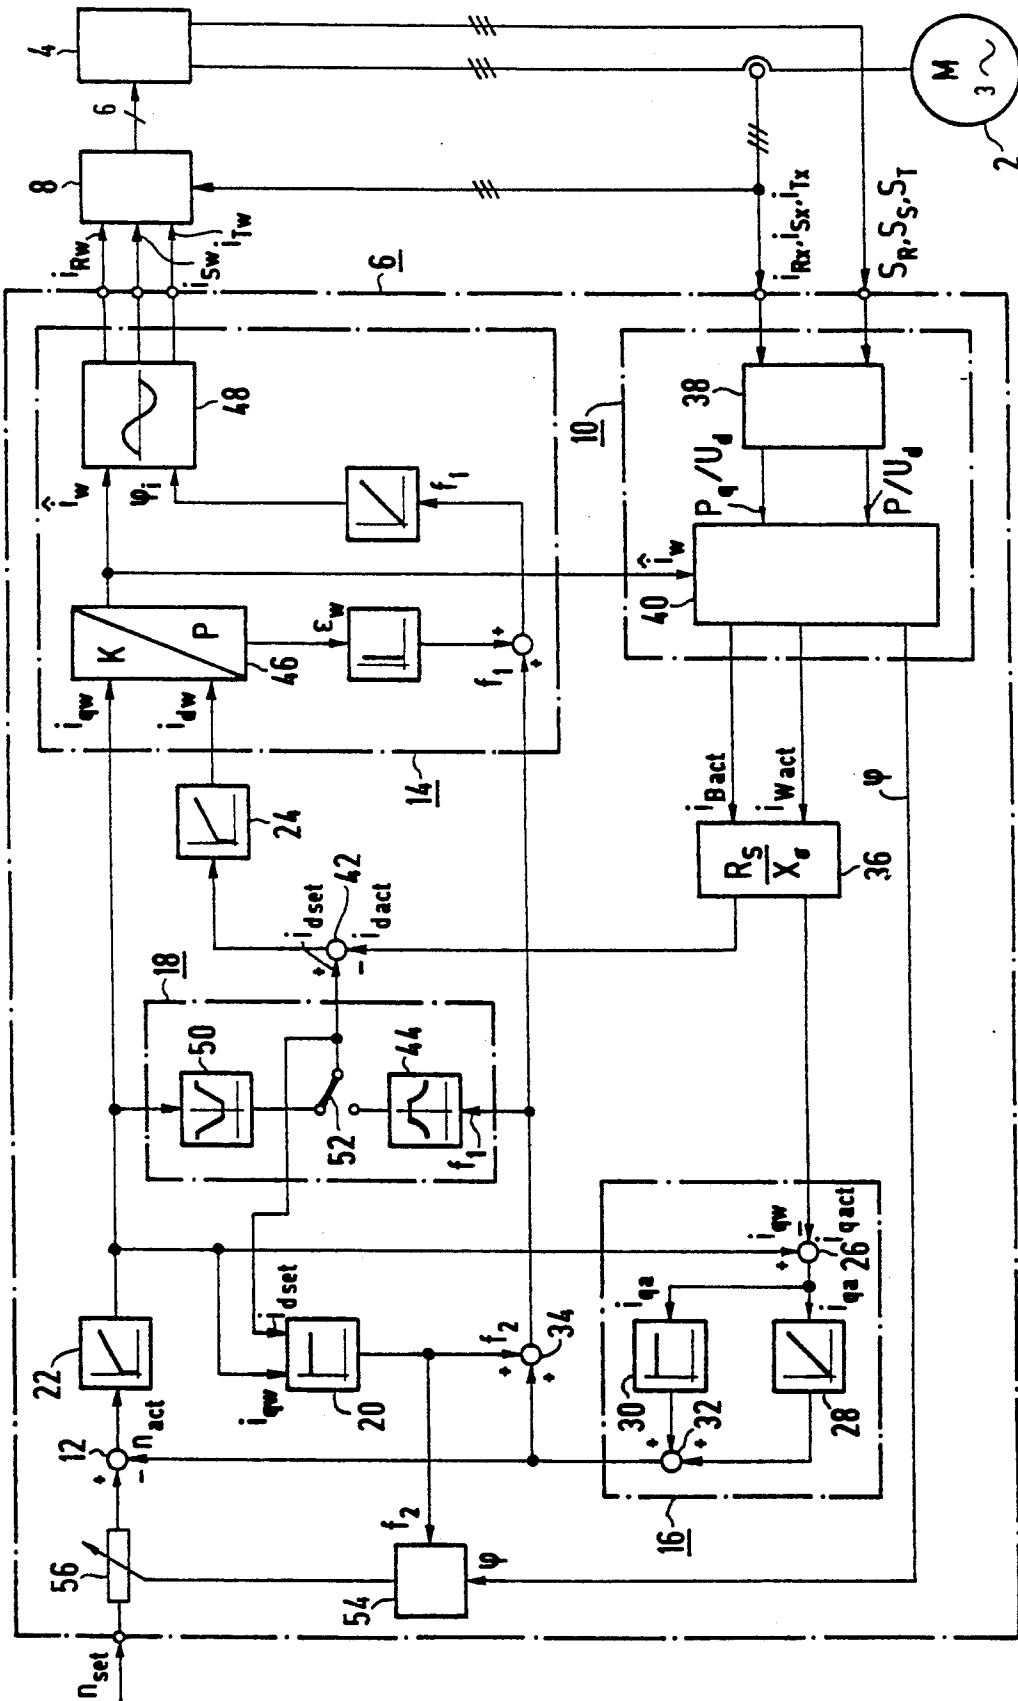 n_set
56
12
n_act
22
i_qw
i_dset
20
f_2
f_2
34
54
φ
18
50
52
44
f_1
i_dset
42
i_dact
24
14
i_qw
i_dw
K
P
46
ε_w
f_1
î_w
φ_i
48
f_1
6
i_Rw
i_Sw,
i_Tw
8
6
4
16
30
i_qa
32
28
i_qa
i_qw
i_qact
26
i_Bact
i_Wact
R_S
X_σ
36
φ
10
40
î_w
P_q/U_d
P/U_d
38
i_Rx, i_Sx, i_Tx
S_R, S_S, S_T
M
3 ~
2